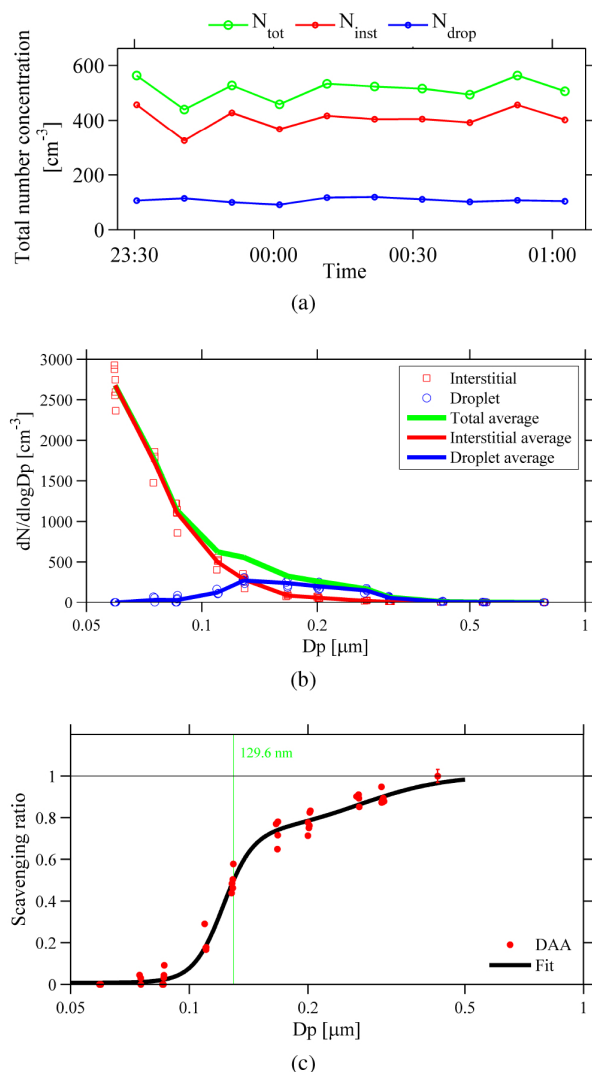 N_tot N_inst N_drop
Total number concentration
[cm⁻³]
600
400
200
0
23:30 00:00 00:30 01:00
Time
(a)
3000
2500
2000
1500
1000
500
0
dN/dlogDp [cm⁻³]
Interstitial
Droplet
Total average
Interstitial average
Droplet average
0.05 0.1 0.2 0.5 1
Dp [μm]
(b)
129.6 nm
Scavenging ratio
1
0.8
0.6
0.4
0.2
0
DAA
Fit
0.05 0.1 0.2 0.5 1
Dp [μm]
(c)